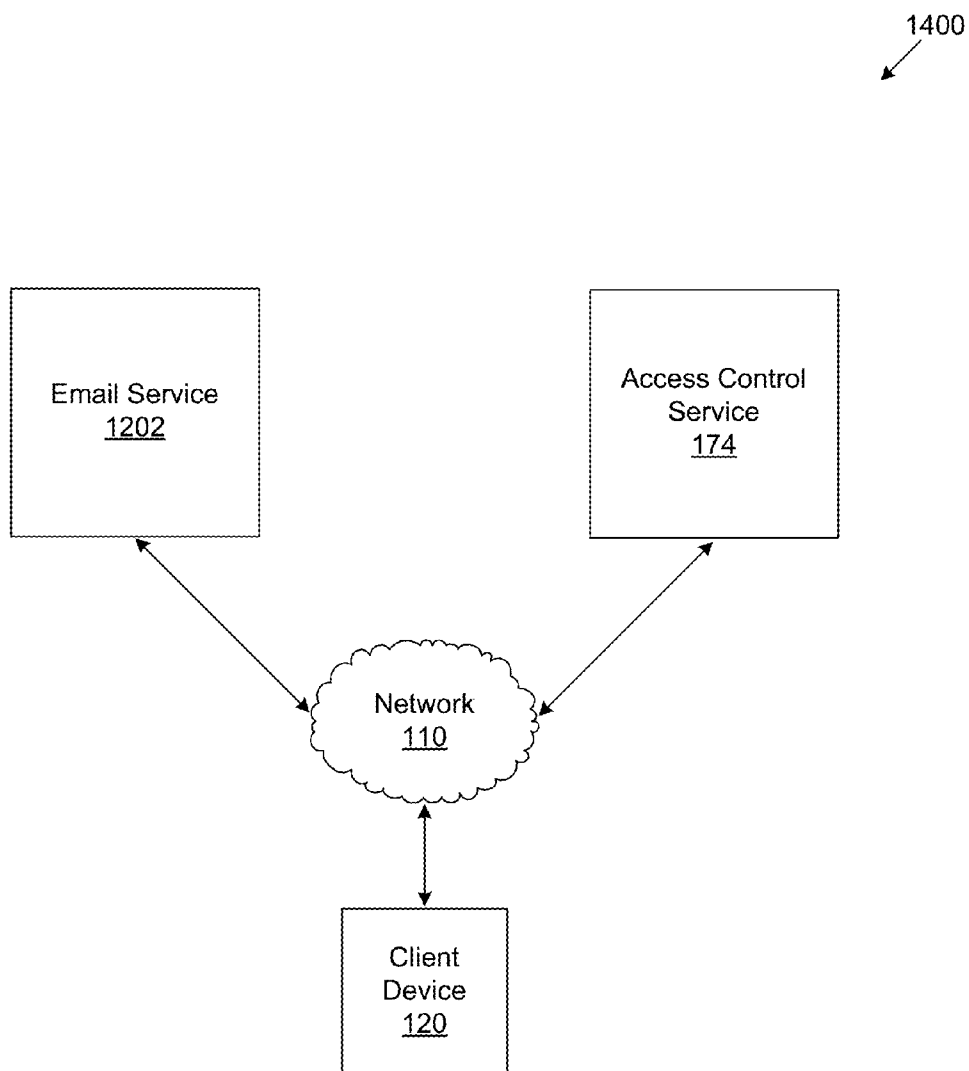 1400
Email Service
1202
Access Control
Service
174
Network
110
Client
Device
120